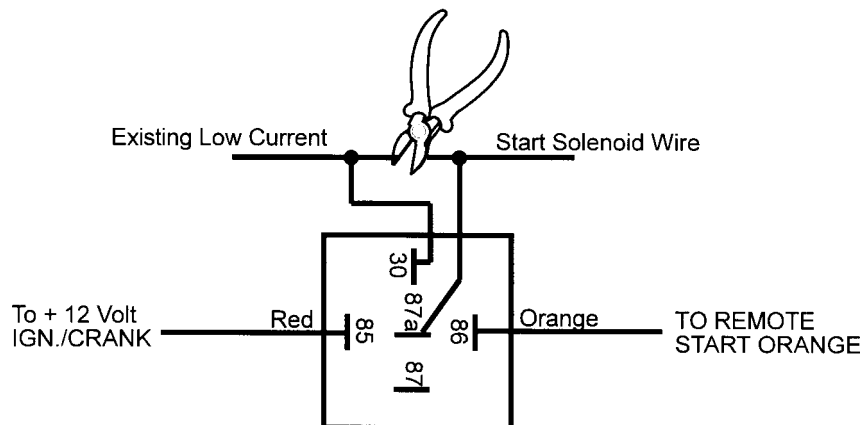 Existing Low Current
Start Solenoid Wire
30
87a
To + 12 Volt
IGN./CRANK
Red
85
86
Orange
TO REMOTE
START ORANGE
87